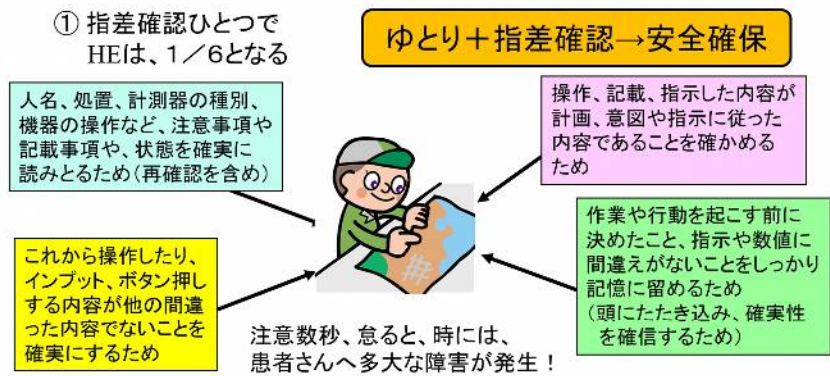 ① 指差確認ひとつで
HEは、1／6となる
ゆとり＋指差確認→安全確保
人名、処置、計測器の種別、
機器の操作など、注意事項や
記載事項や、状態を確実に
読みとるため(再確認を含め)
操作、記載、指示した内容が
計画、意図や指示に従った
内容であることを確かめる
ため
これから操作したり、
インプット、ボタン押し
する内容が他の間違
った内容でないことを
確実にするため
作業や行動を起こす前に
決めたこと、指示や数値に
間違えがないことをしっかり
記憶に留めるため
(頭にたたき込み、確実性
を確信するため)
注意数秒、怠ると、時には、
患者さんへ多大な障害が発生！